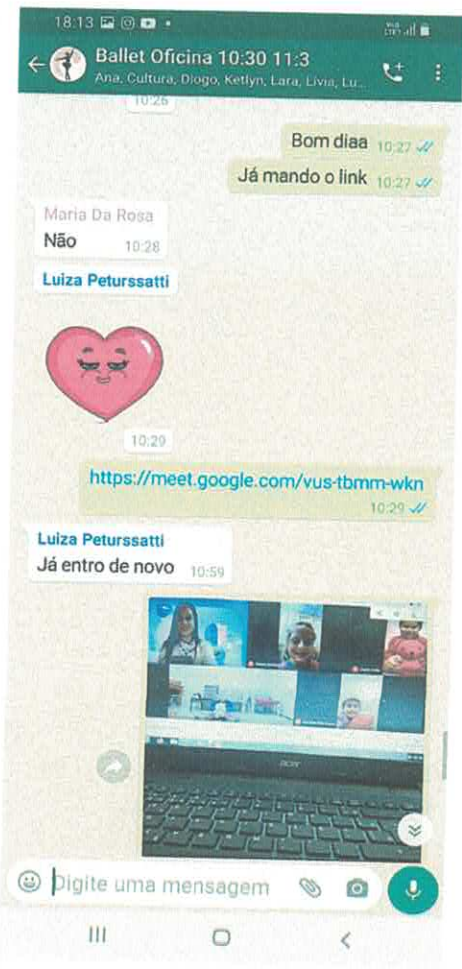 18:13
Ballet Oficina 10:30 11:3
Ana, Cultura, Diogo, Ketlyn, Lara, Livia, Lu...
10:26
Bom diaa 10:27
Já mando o link 10:27
Maria Da Rosa
Não 10:28
Luiza Peturssatti
10:29
https://meet.google.com/vus-tbmm-wkn
10:29
Luiza Peturssatti
Já entro de novo 10:59
acer
Digite uma mensagem